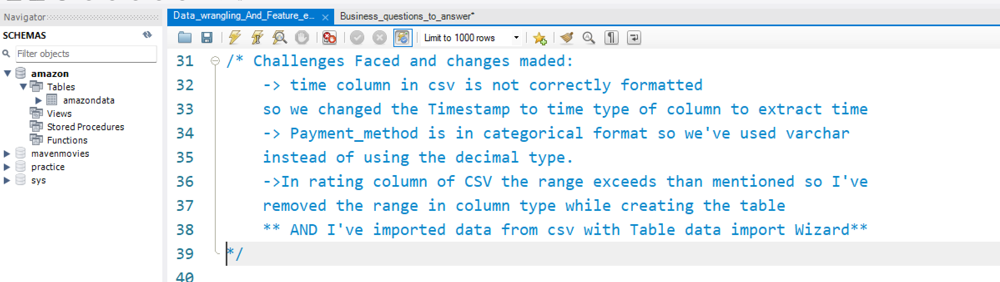 Navigator
SCHEMAS
Filter objects
amazon
Tables
amazondata
Views
Stored Procedures
Functions
mavenmovies
practice
sys
Data_wrangling_And_Feature_e...
Business_questions_to_answer*
Limit to 1000 rows
31 /* Challenges Faced and changes maded:
32 -> time column in csv is not correctly formatted
33 so we changed the Timestamp to time type of column to extract time
34 -> Payment_method is in categorical format so we've used varchar
35 instead of using the decimal type.
36 ->In rating column of CSV the range exceeds than mentioned so I've
37 removed the range in column type while creating the table
38 ** AND I've imported data from csv with Table data import Wizard**
39 */
40